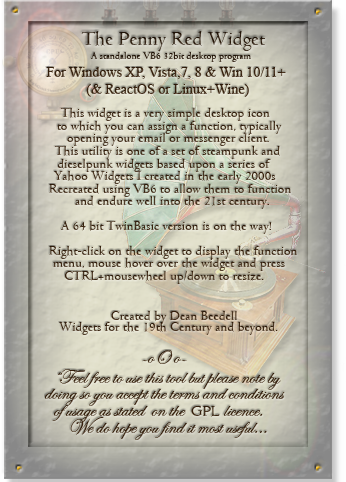 The Penny Red Widget
A standalone VB6 32bit desktop program
For Windows XP, Vista,7, 8 & Win 10/11+
(& ReactOS or Linux+Wine)
This widget is a very simple desktop icon
to which you can assign a function, typically
opening your email or messenger client.
This utility is one of a set of steampunk and
dieselpunk widgets based upon a series of
Yahoo Widgets I created in the early 2000s
Recreated using VB6 to allow them to function
and endure well into the 21st century.
A 64 bit TwinBasic version is on the way!
Right-click on the widget to display the function
menu, mouse hover over the widget and press
CTRL+mousewheel up/down to resize.
Created by Dean Beedell
Widgets for the 19th Century and beyond.
-o O o-
"Feel free to use this tool but please note by
doing so you accept the terms and conditions
of usage as stated on the GPL licence.
We do hope you find it most useful...